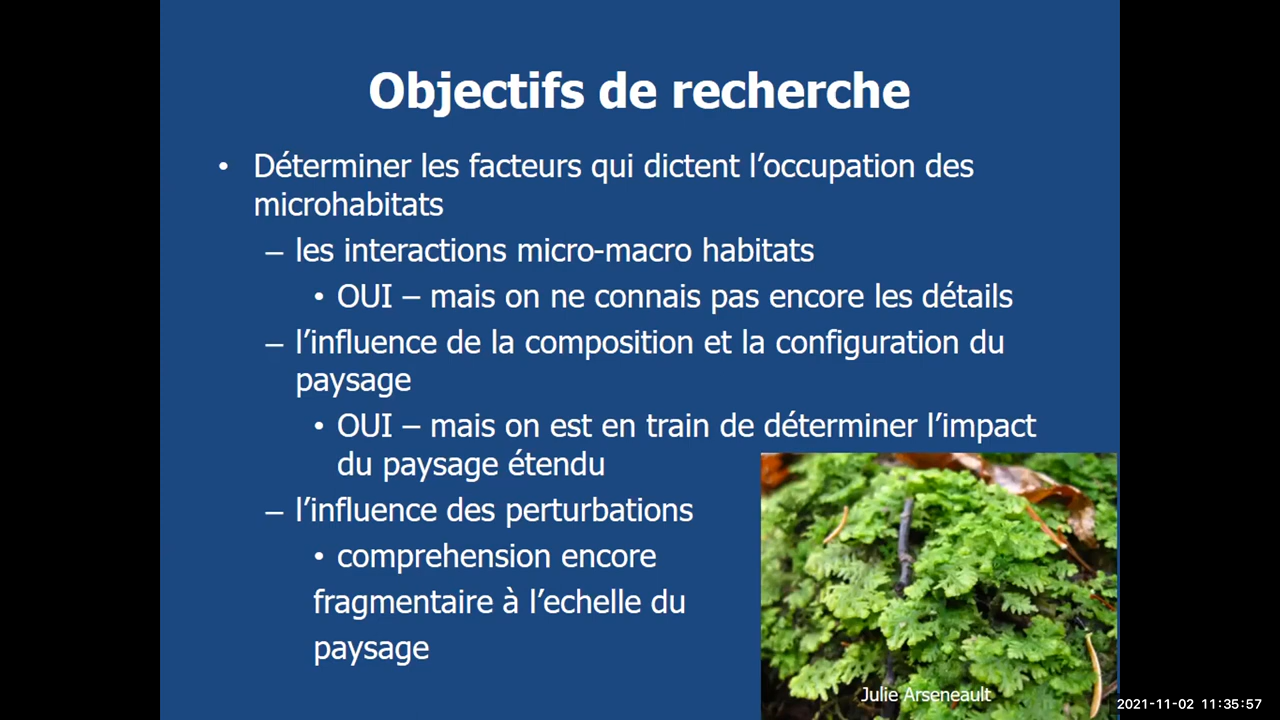 Objectifs de recherche
• Déterminer les facteurs qui dictent l’occupation des
microhabitats
– les interactions micro-macro habitats
• OUI – mais on ne connais pas encore les détails
– l’influence de la composition et la configuration du
paysage
• OUI – mais on est en train de déterminer l’impact
du paysage étendu
– l’influence des perturbations
• comprehension encore
fragmentaire à l’echelle du
paysage
Julie Arseneault
2021-11-02 11:35:57